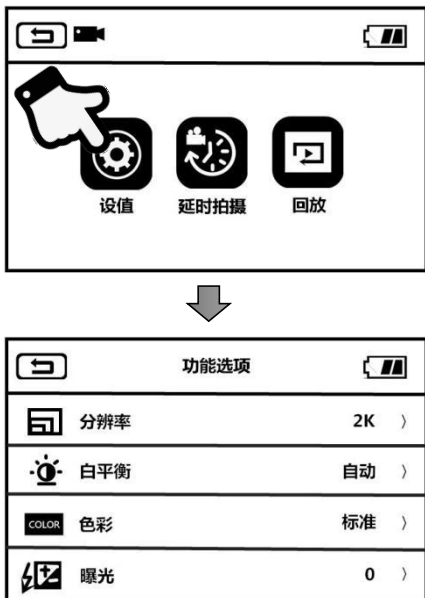 设值 延时拍摄 回放
功能选项
分辨率 2K 〉
白平衡 自动 〉
COLOR 色彩 标准 〉
曝光 0 〉